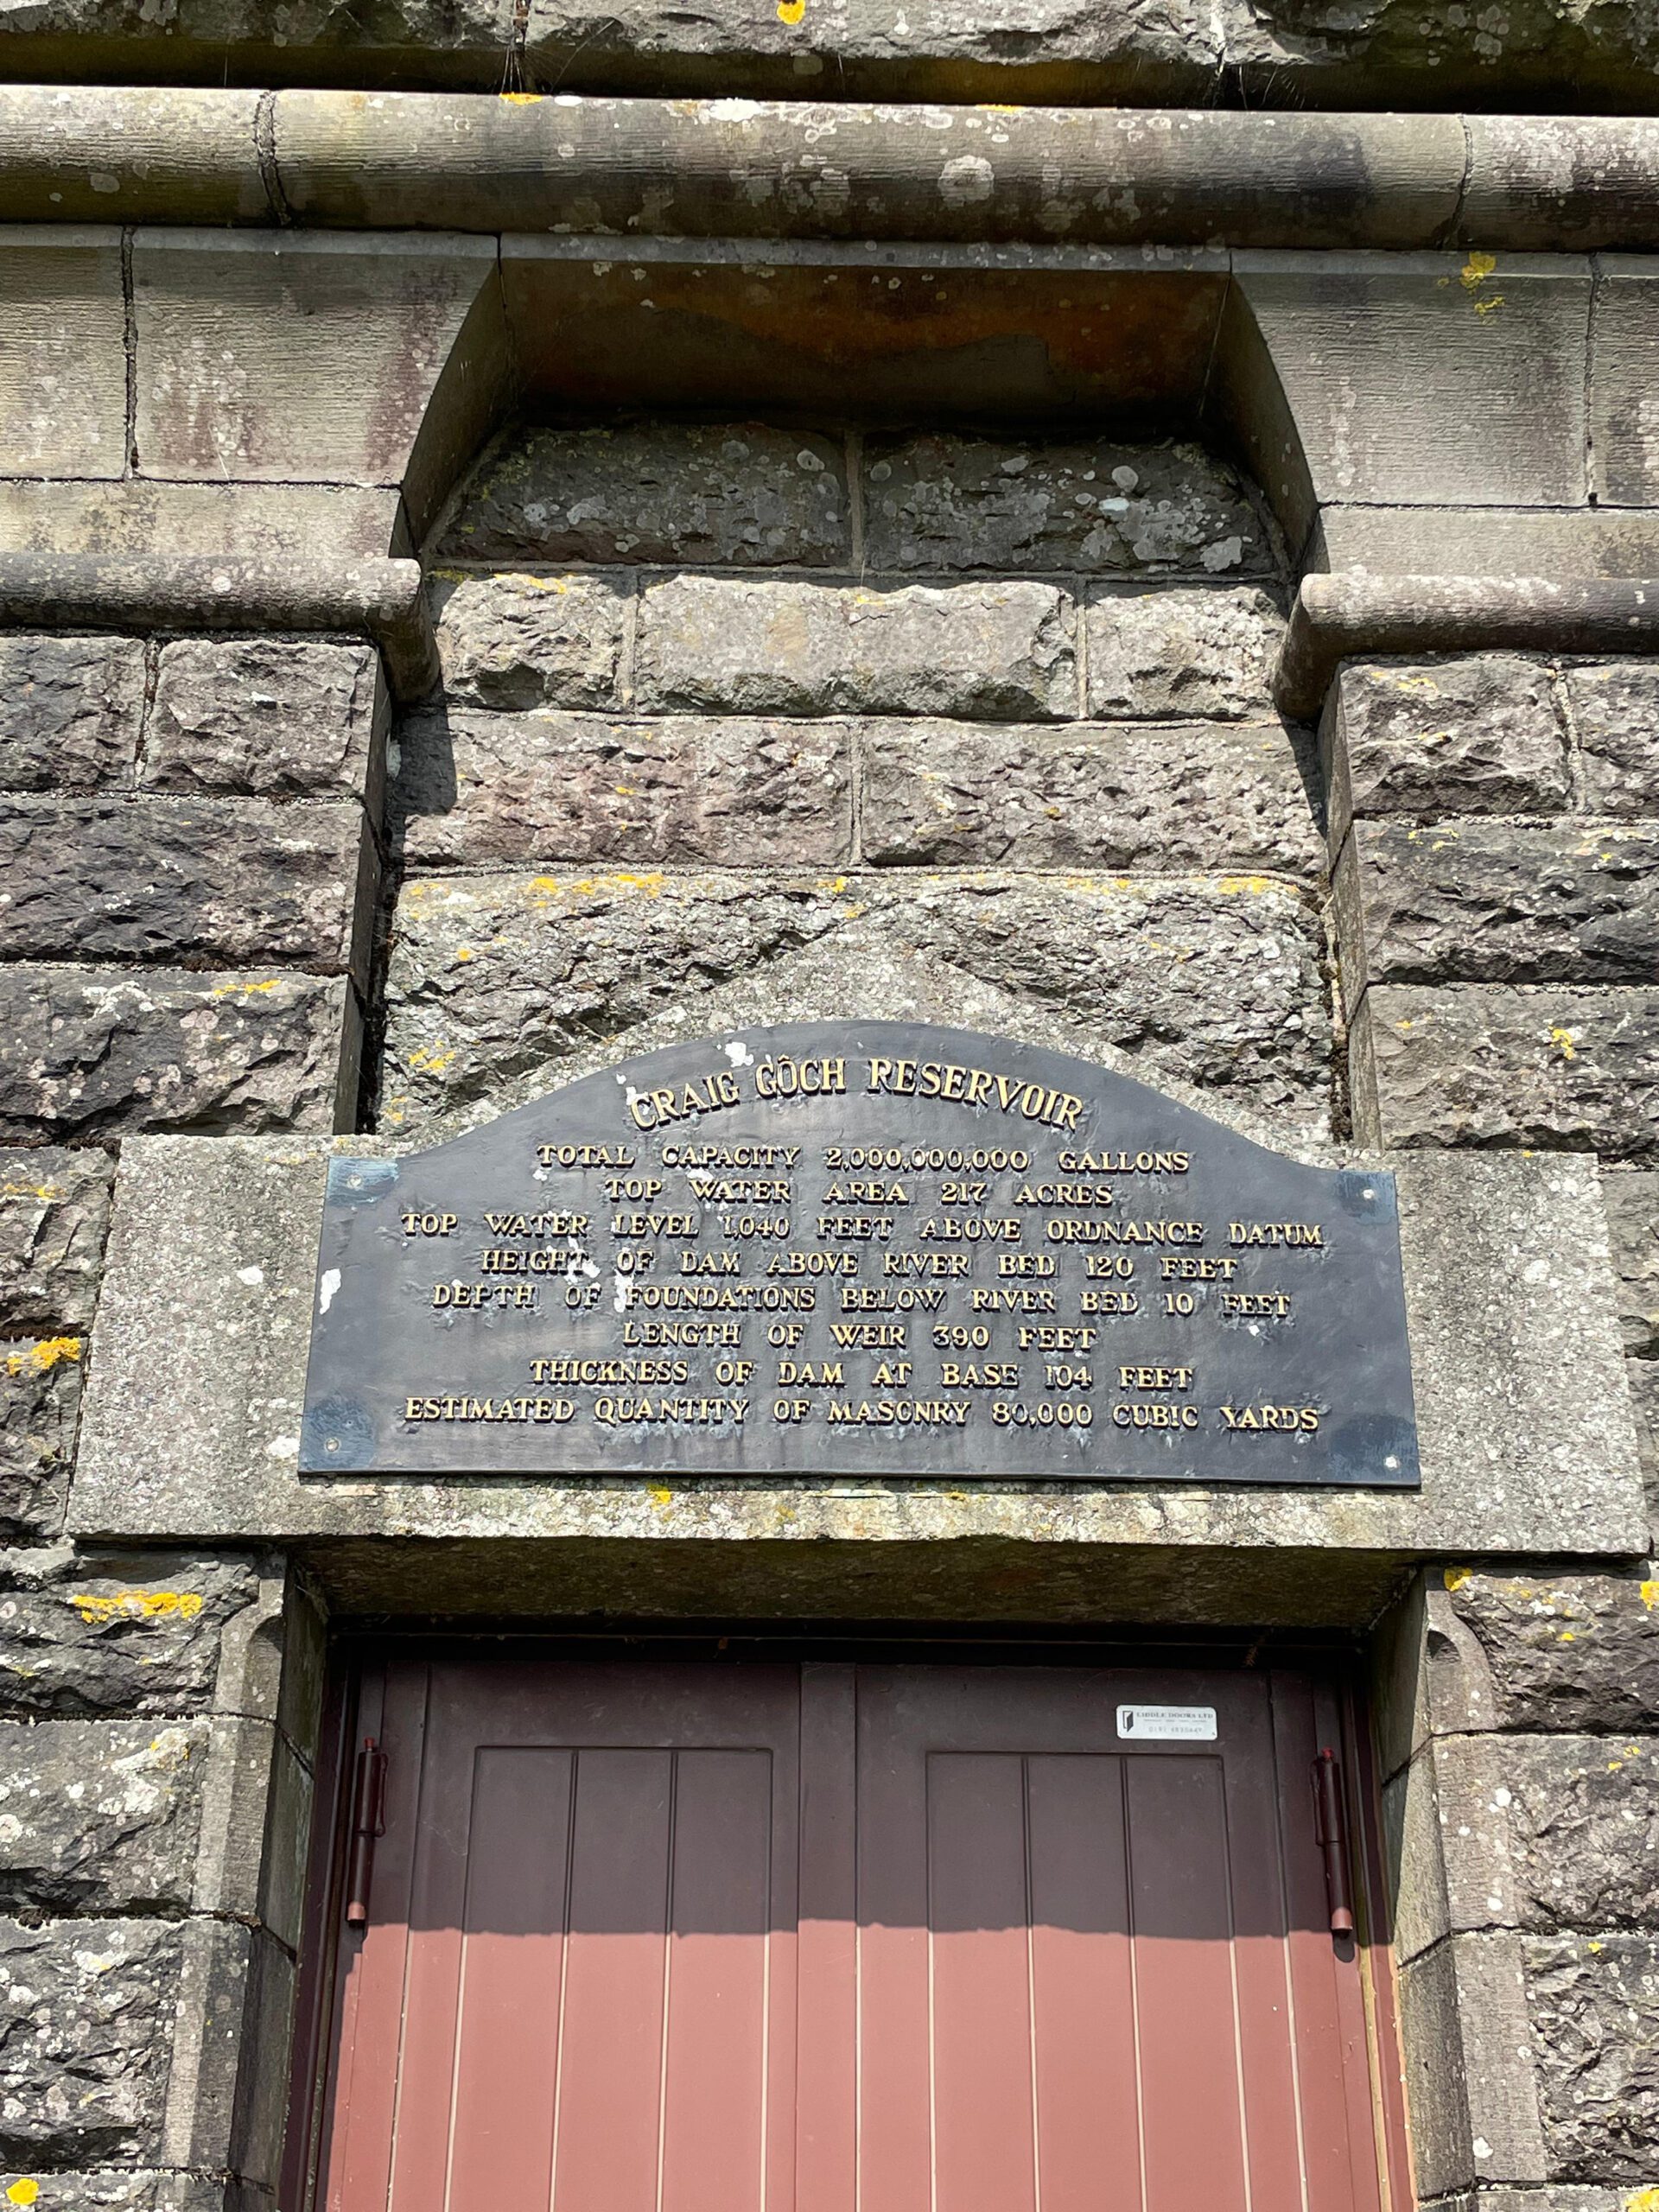 CRAIG GÔCH RESERVOIR
TOTAL CAPACITY 2,000,000,000 GALLONS
TOP WATER AREA 217 ACRES
TOP WATER LEVEL 1,040 FEET ABOVE ORDNANCE DATUM
HEIGHT OF DAM ABOVE RIVER BED 120 FEET
DEPTH OF FOUNDATIONS BELOW RIVER BED 10 FEET
LENGTH OF WEIR 390 FEET
THICKNESS OF DAM AT BASE 104 FEET
ESTIMATED QUANTITY OF MASONRY 80,000 CUBIC YARDS
LIDDLE DOORS LTD